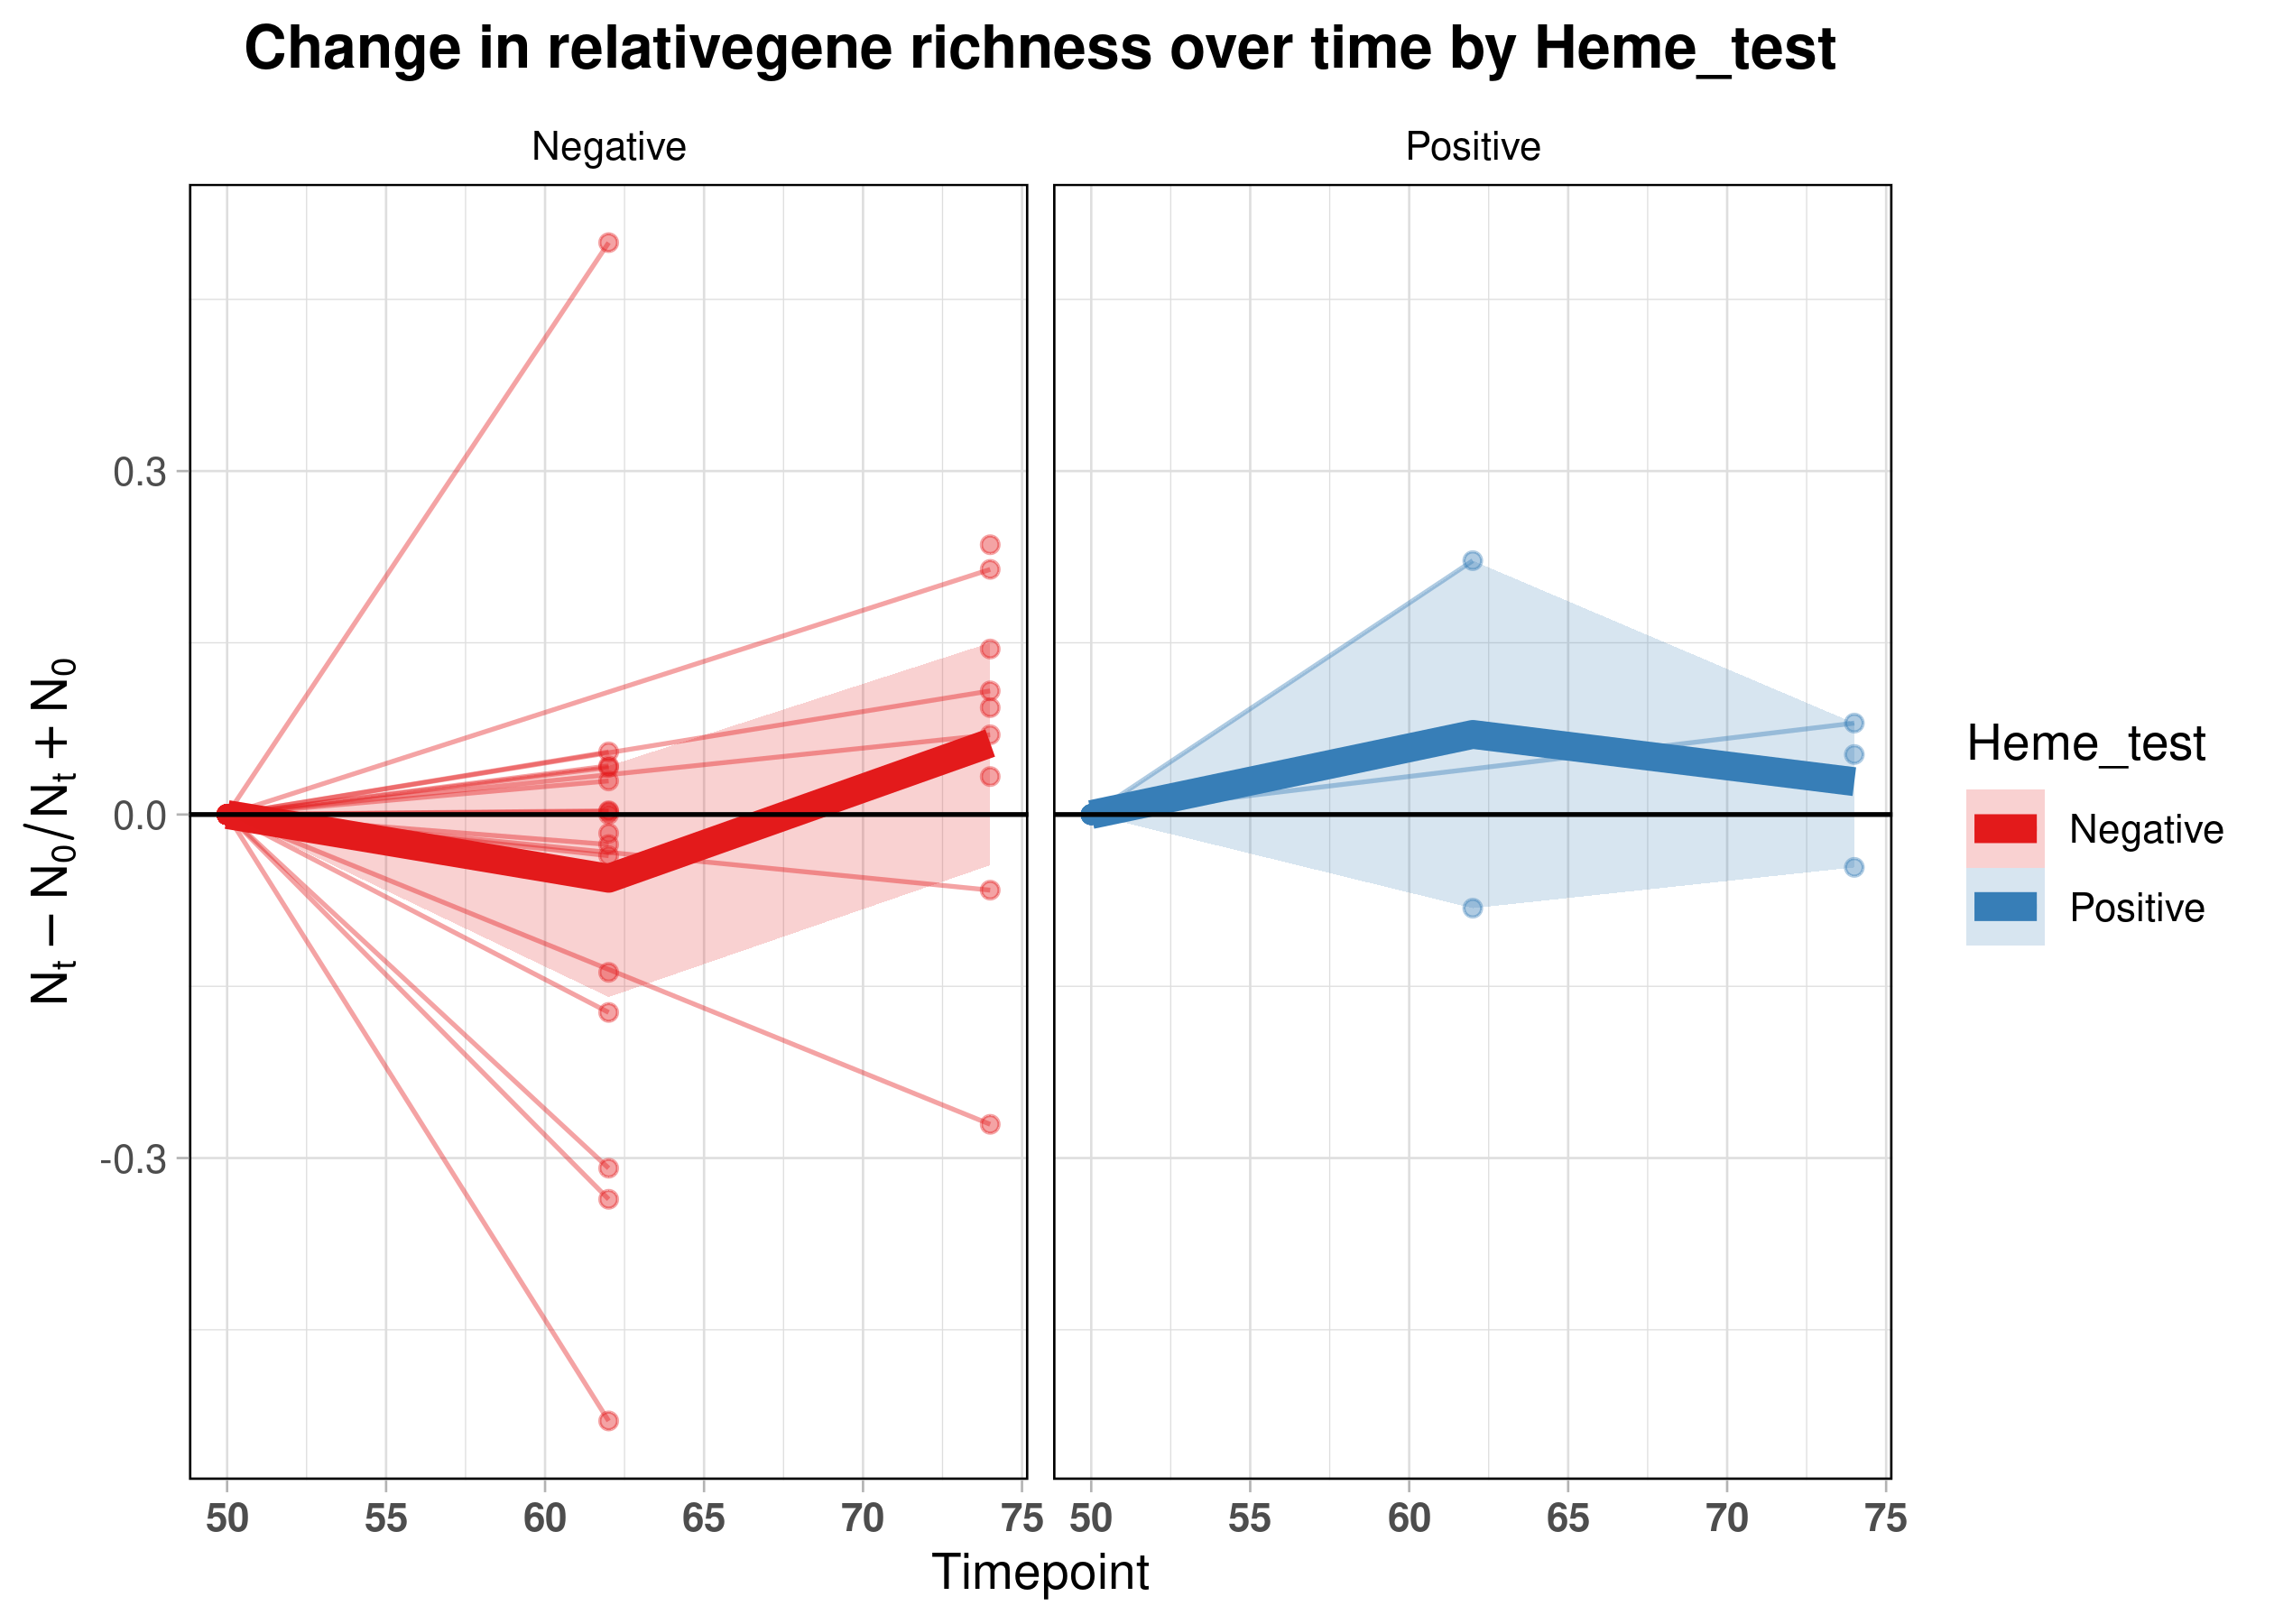 Change in relativegene richness over time by Heme_test
Negative
Positive
Nt − N0/Nt + N0
0.3
0.0
-0.3
50 55 60 65 70 75
50 55 60 65 70 75
Timepoint
Heme_test
Negative
Positive